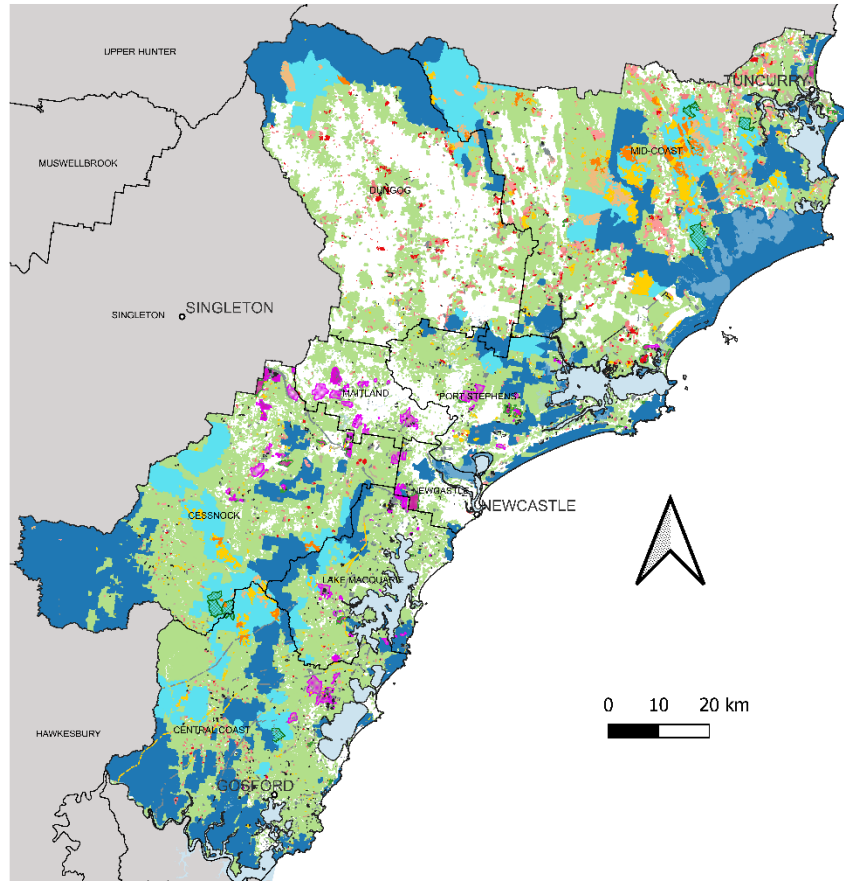 UPPER HUNTER
TUNCURRY
MUSWELLBROOK
MID-COAST
DUNGOG
SINGLETON
SINGLETON
MAITLAND
PORT STEPHENS
NEWCASTLE
NEWCASTLE
CESSNOCK
LAKE MACQUARIE
0 10 20 km
HAWKESBURY
CENTRAL COAST
GOSFORD